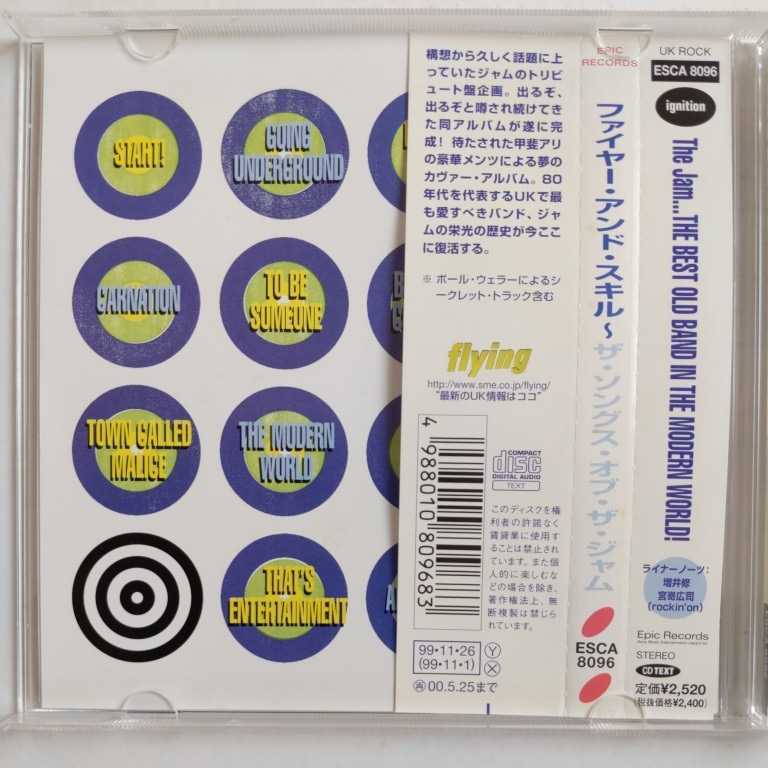 START!
GOING
UNDERGROUND
CARNATION
TO BE
SOMEONE
TOWN CALLED
MALICE
THE MODERN
WORLD
THAT'S
ENTERTAINMENT
構想から久しく話題に上
っていたジャムのトリビ
ュート盤企画。出るぞ、
出るぞと噂され続けてき
た同アルバムが遂に完
成! 待たされた甲斐アリ
の豪華メンツによる夢の
カヴァー・アルバム。80
年代を代表するUKで最
も愛すべきバンド、ジャ
ムの栄光の歴史が今ここ
に復活する。
※ ポール・ウェラーによるシ
ークレット・トラック含む
flying
http://www.sme.co.jp/flying/
"最新のUK情報はココ"
4 988010 809683
COMPACT
disc
DIGITAL AUDIO
TEXT
このディスクを権
利者の許諾なく
賃貸業に使用す
ることは禁止され
ています。また個
人的に楽しむなど
の場合を除き、
著作権法上、無
断複製は禁じら
れています。
99・11・26
(99・11・1)
Y
X
再 00.5.25まで
EPIC
RECORDS
ファイヤー・アンド・スキル〜ザ・ソングス・オブ・ザ・ジャム
ESCA
8096
UK ROCK
ESCA 8096
ignition
The Jam...THE BEST OLD BAND IN THE MODERN WORLD!
ライナーノーツ:
増井修
宮嵜広司
(rockin'on)
Epic Records
STEREO
CD TEXT
定価¥2,520
(税抜価格¥2,400)